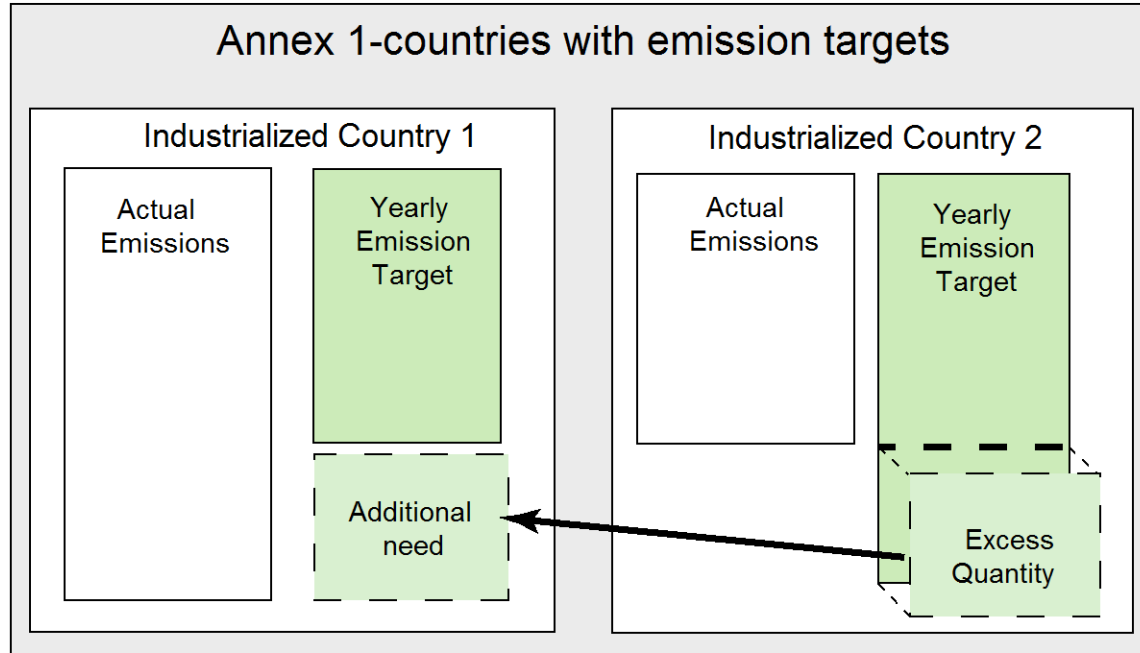 Annex 1-countries with emission targets
Industrialized Country 1
Actual
Emissions
Yearly
Emission
Target
Additional
need
Industrialized Country 2
Actual
Emissions
Yearly
Emission
Target
Excess
Quantity